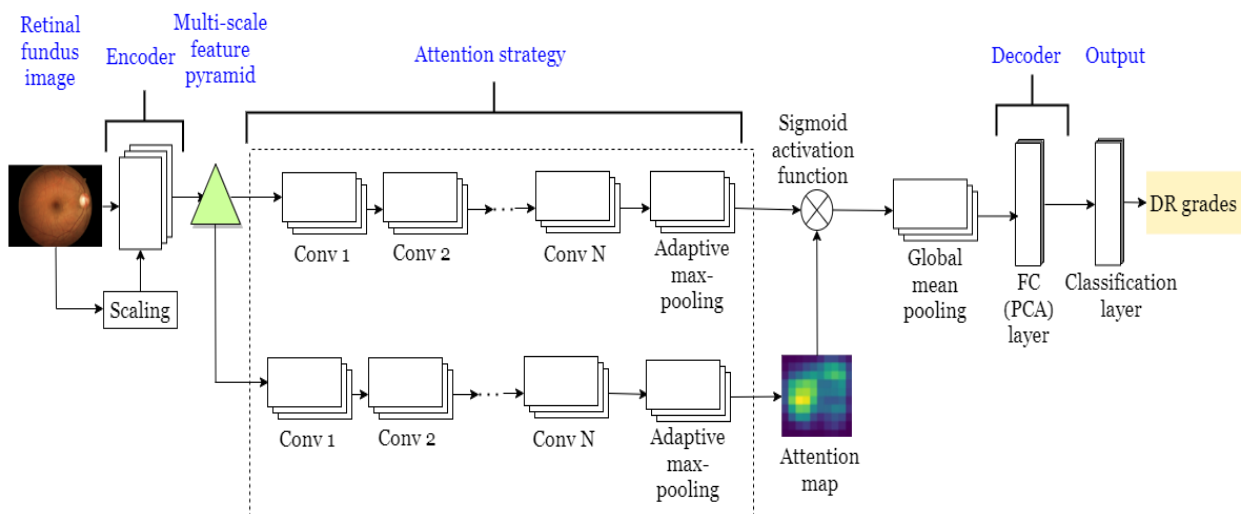 Retinal
fundus
image
Encoder
Multi-scale
feature
pyramid
Attention strategy
Decoder
Output
Sigmoid
activation
function
Scaling
Conv 1
Conv 2
...
Conv N
Adaptive
max-
pooling
Global
mean
pooling
FC
(PCA)
layer
Classification
layer
DR grades
Conv 1
Conv 2
...
Conv N
Adaptive
max-
pooling
Attention
map